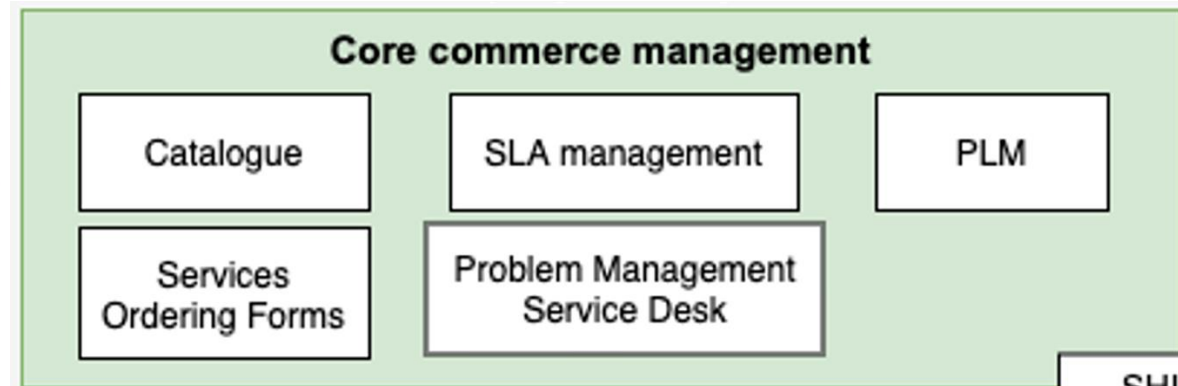 Core commerce management
Catalogue
SLA management
PLM
Services
Ordering Forms
Problem Management
Service Desk